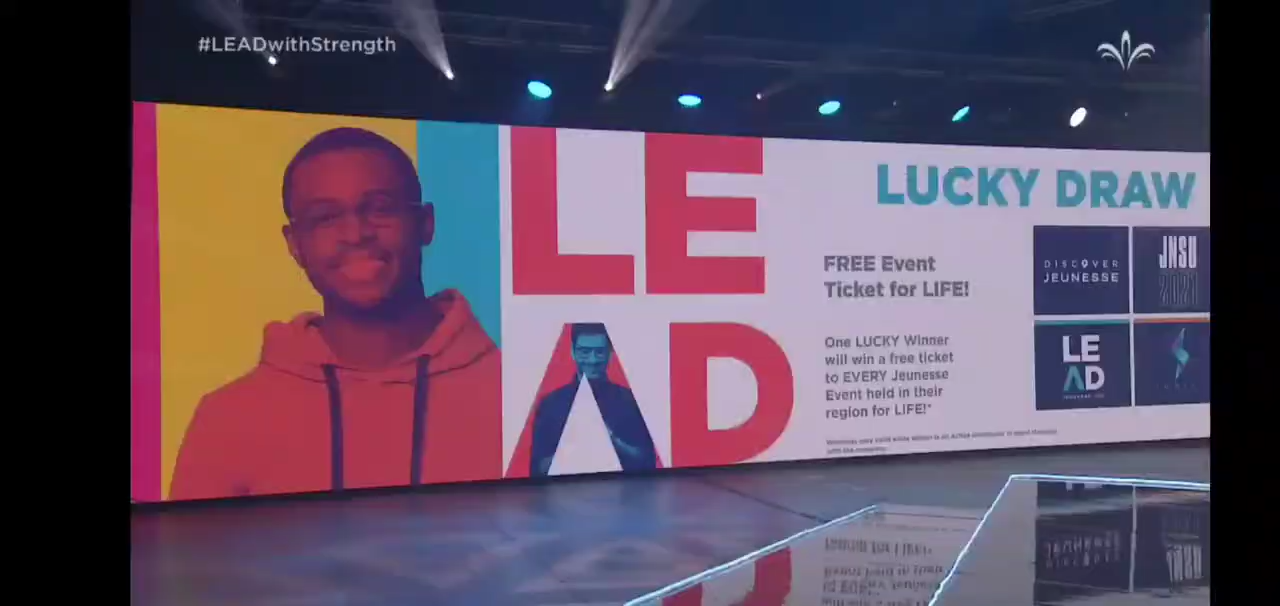 #LEADwithStrength
LE
AD
LUCKY DRAW
FREE Event
Ticket for LIFE!
One LUCKY Winner
will win a free ticket
to EVERY Jeunesse
Event held in their
region for LIFE!*
DISCOVER
JEUNESSE
JNSU
2021
LE
AD